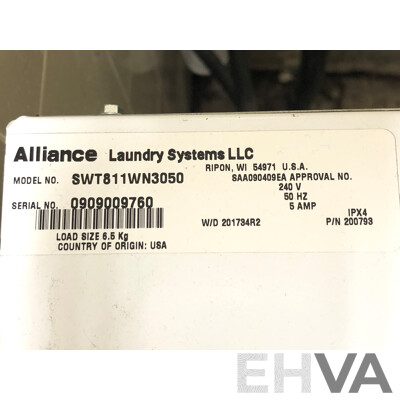 Alliance Laundry Systems LLC
RIPON, WI 54971 U.S.A.
MODEL NO. SWT811WN3050
SAA090409EA APPROVAL NO.
240 V
50 HZ
SERIAL NO. 0909009760
5 AMP
IPX4
W/D 201734R2
P/N 200793
LOAD SIZE 6.5 Kg
COUNTRY OF ORIGIN: USA
EHVA